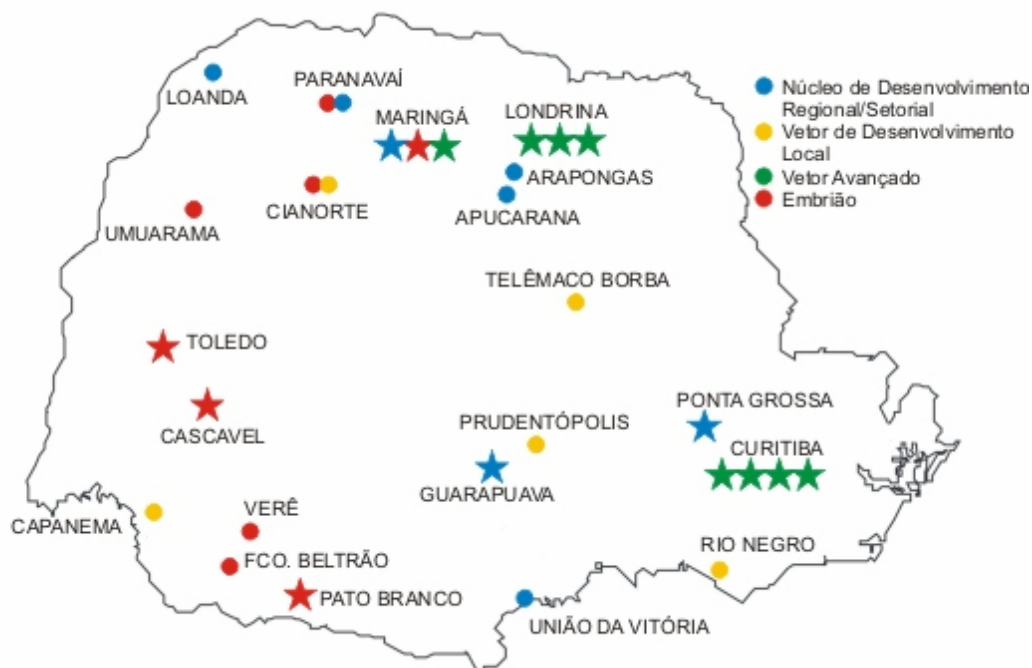 LOANDA
PARANAVAÍ
MARINGÁ
LONDRINA
ARAPONGAS
APUCARANA
CIANORTE
UMUARAMA
TELÊMACO BORBA
TOLEDO
CASCAVEL
PONTA GROSSA
PRUDENTÓPOLIS
CURITIBA
GUARAPUAVA
CAPANEMA
VERÊ
FCO. BELTRÃO
PATO BRANCO
RIO NEGRO
UNIÃO DA VITÓRIA
Núcleo de Desenvolvimento
Regional/Setorial
Vetor de Desenvolvimento
Local
Vetor Avançado
Embrião